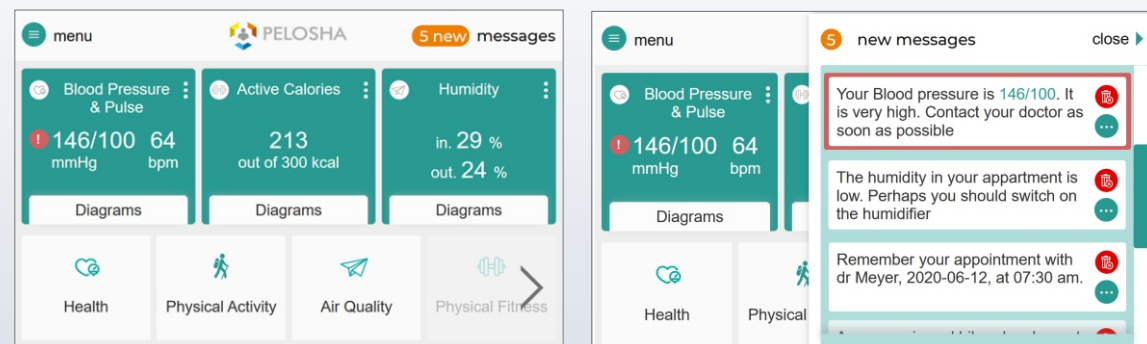 menu
PELOSHA
5 new messages
Blood Pressure
& Pulse
! 146/100 64
mmHg bpm
Diagrams
Active Calories
213
out of 300 kcal
Diagrams
Humidity
in. 29 %
out. 24 %
Diagrams
Health
Physical Activity
Air Quality
Physical Fitness
menu
5 new messages
close
Blood Pressure
& Pulse
! 146/100 64
mmHg bpm
Diagrams
Health
Physical
Your Blood pressure is 146/100. It
is very high. Contact your doctor as
soon as possible
The humidity in your appartment is
low. Perhaps you should switch on
the humidifier
Remember your appointment with
dr Meyer, 2020-06-12, at 07:30 am.